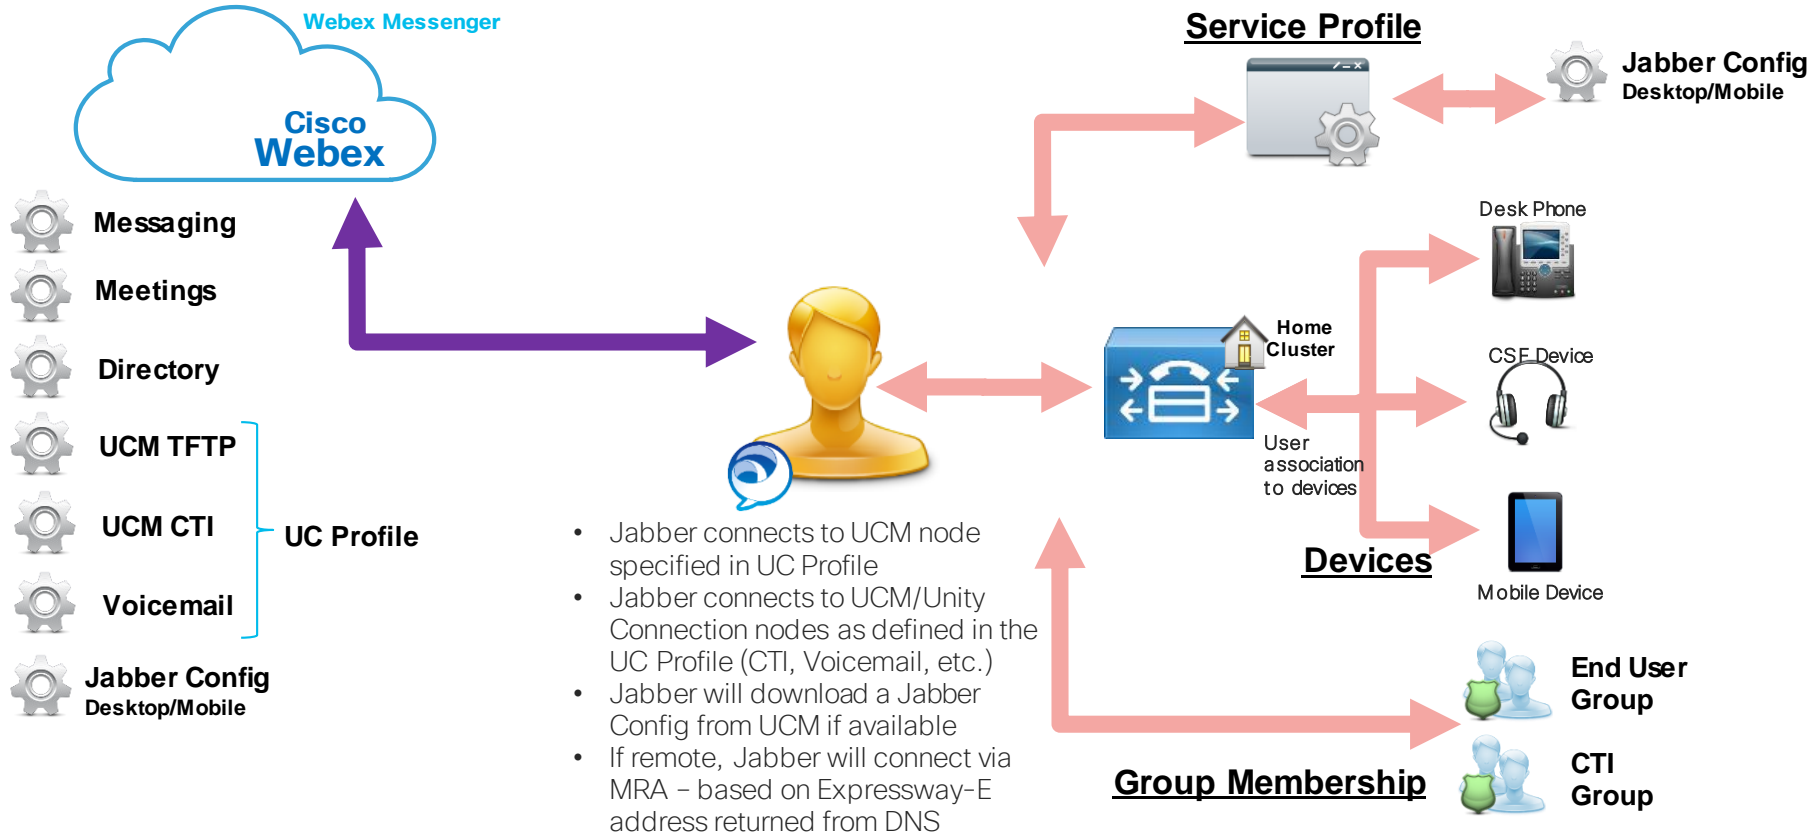 Webex Messenger
Cisco
Webex
Messaging
Meetings
Directory
UCM TFTP
UCM CTI
Voicemail
UC Profile
Jabber Config
Desktop/Mobile
• Jabber connects to UCM node
specified in UC Profile
• Jabber connects to UCM/Unity
Connection nodes as defined in the
UC Profile (CTI, Voicemail, etc.)
• Jabber will download a Jabber
Config from UCM if available
• If remote, Jabber will connect via
MRA – based on Expressway-E
address returned from DNS
Service Profile
Jabber Config
Desktop/Mobile
Home
Cluster
User
association
to devices
Desk Phone
CSF Device
Devices
Mobile Device
Group Membership
End User
Group
CTI
Group